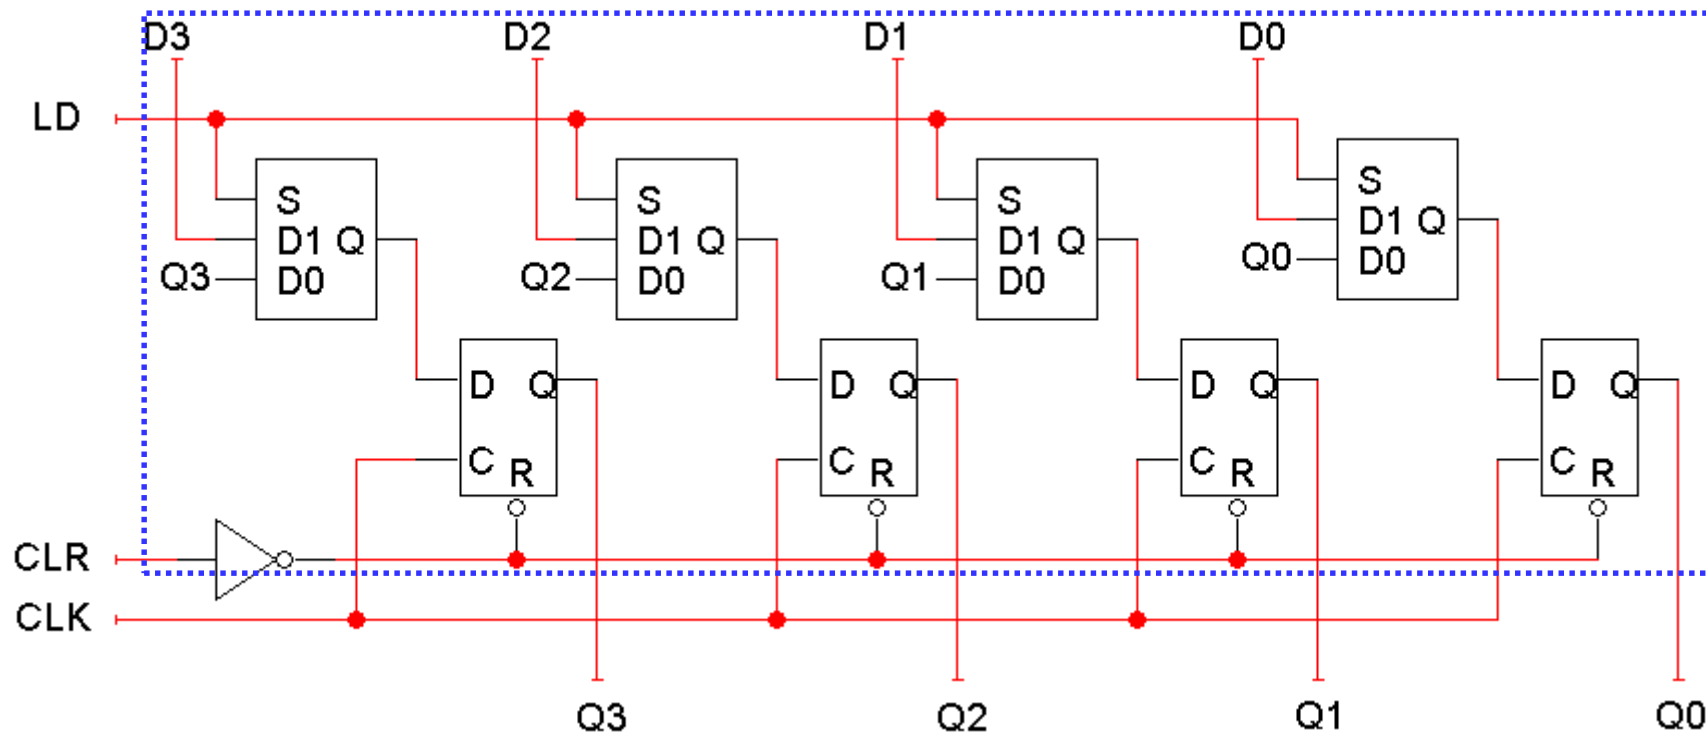 D3 D2 D1 D0
LD
S S S S
D1 Q D1 Q D1 Q D1 Q
Q3 D0 Q2 D0 Q1 D0 Q0 D0
D Q D Q D Q D Q
C R C R C R C R
CLR
CLK
Q3 Q2 Q1 Q0